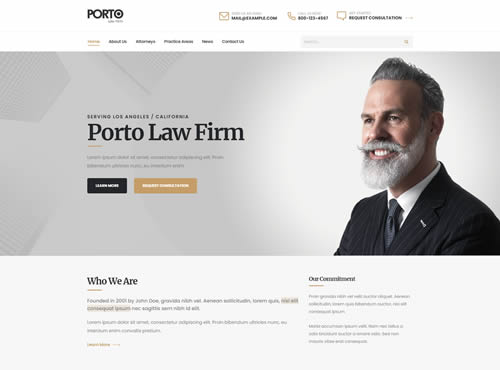 PORTO
LAW FIRM
SEND US AN EMAIL
MAIL@EXAMPLE.COM
CALL US NOW
800-123-4567
GET STARTED
REQUEST CONSULTATION
Search...
Home
About Us
Attorneys
Practice Areas
News
Contact Us
SERVING LOS ANGELES / CALIFORNIA
Porto Law Firm
Lorem ipsum dolor sit amet, consectetur adipiscing elit. Proin
bibendum ultricies nunc, eu interdum enim
LEARN MORE
REQUEST CONSULTATION
Who We Are
Founded in 2001 by John Doe, gravida nibh vel. Aenean sollicitudin, lorem quis, nisi elit
consequat ipsum nec sagittis sem nibh id elit.
Lorem ipsum dolor sit amet, consectetur adipiscing elit. Proin bibendum ultricies nunc, eu
interdum enim convallis pretium.
Learn More
Our Commitment
Proin gravida nibh vel velit auctor aliquet. Aenean
sollicitudin, lorem quis bibendum auctor, nisi elit
consequat ipsum
Morbi accumsan ipsum velit. Nam nec tellus a
odio tincidunt auctor a ornare odio. Sed non
mauris vitae erat consequat.